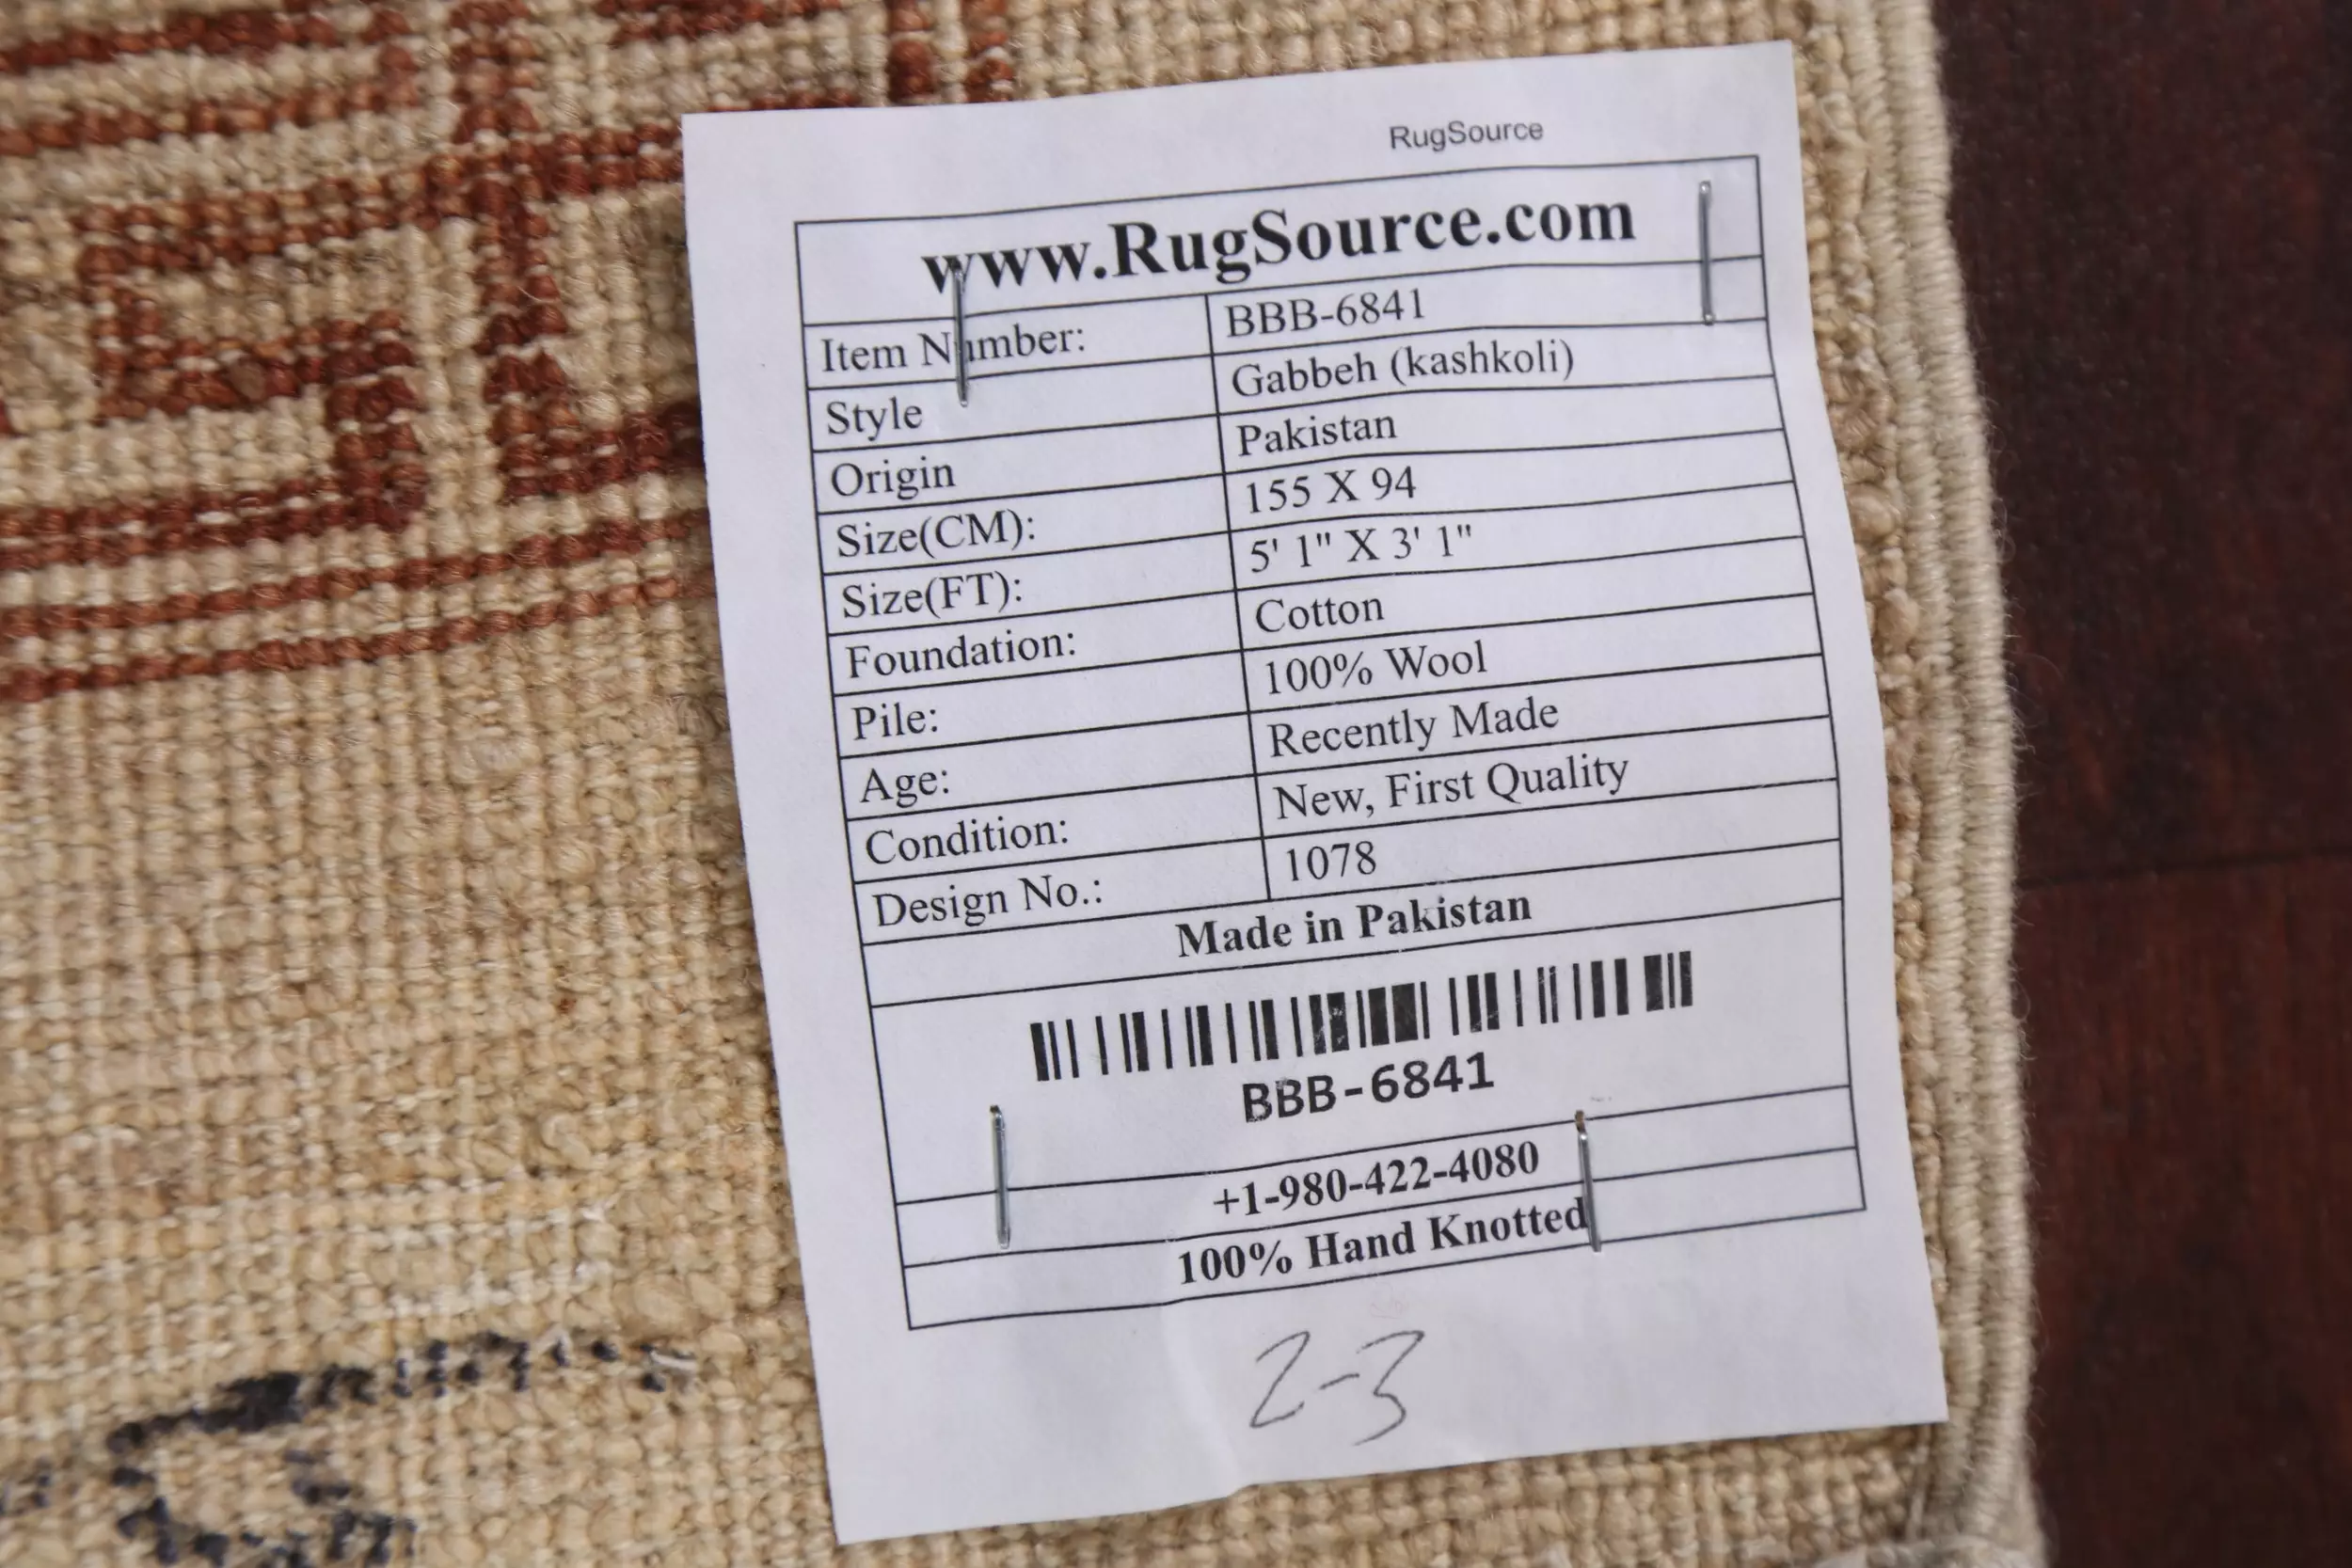 RugSource
www.RugSource.com
Item Number: BBB-6841
Style Gabbeh (kashkoli)
Origin Pakistan
Size(CM): 155 X 94
Size(FT): 5' 1" X 3' 1"
Foundation: Cotton
Pile: 100% Wool
Age: Recently Made
Condition: New, First Quality
Design No.: 1078
Made in Pakistan
BBB-6841
+1-980-422-4080
100% Hand Knotted
2-3